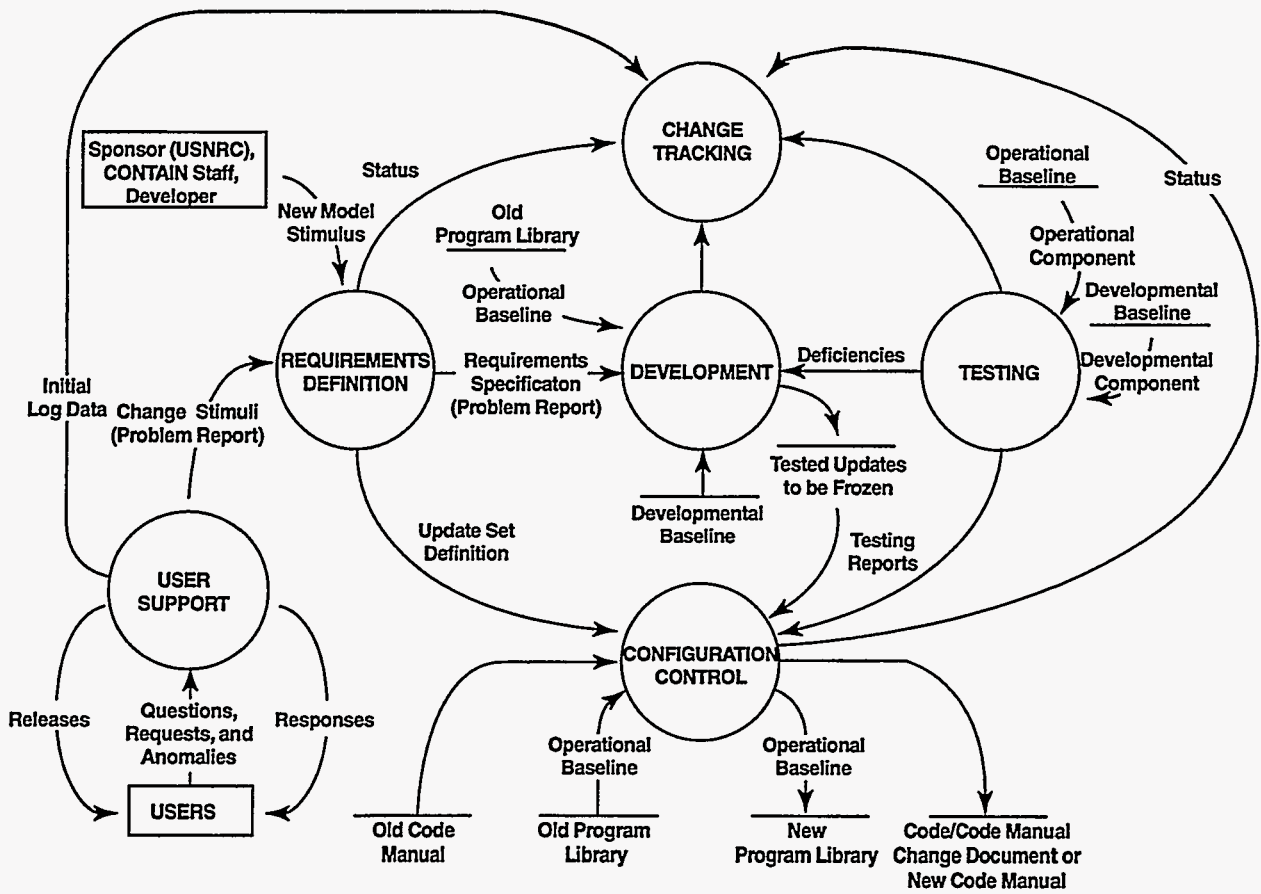 CHANGE
TRACKING
Sponsor (USNRC),
CONTAIN Staff,
Developer
Status
New Model
Stimulus
Old
Program Library
Operational
Baseline
Operational
Baseline
Status
Operational
Component
Developmental
Baseline
Developmental
Component
REQUIREMENTS
DEFINITION
Requirements
Specificaton
(Problem Report)
DEVELOPMENT
Deficiencies
TESTING
Initial
Log Data
Change Stimuli
(Problem Report)
Tested Updates
to be Frozen
Developmental
Baseline
Update Set
Definition
Testing
Reports
USER
SUPPORT
CONFIGURATION
CONTROL
Releases
Questions,
Requests, and
Anomalies
Responses
USERS
Operational
Baseline
Operational
Baseline
Old Code
Manual
Old Program
Library
New
Program Library
Code/Code Manual
Change Document or
New Code Manual